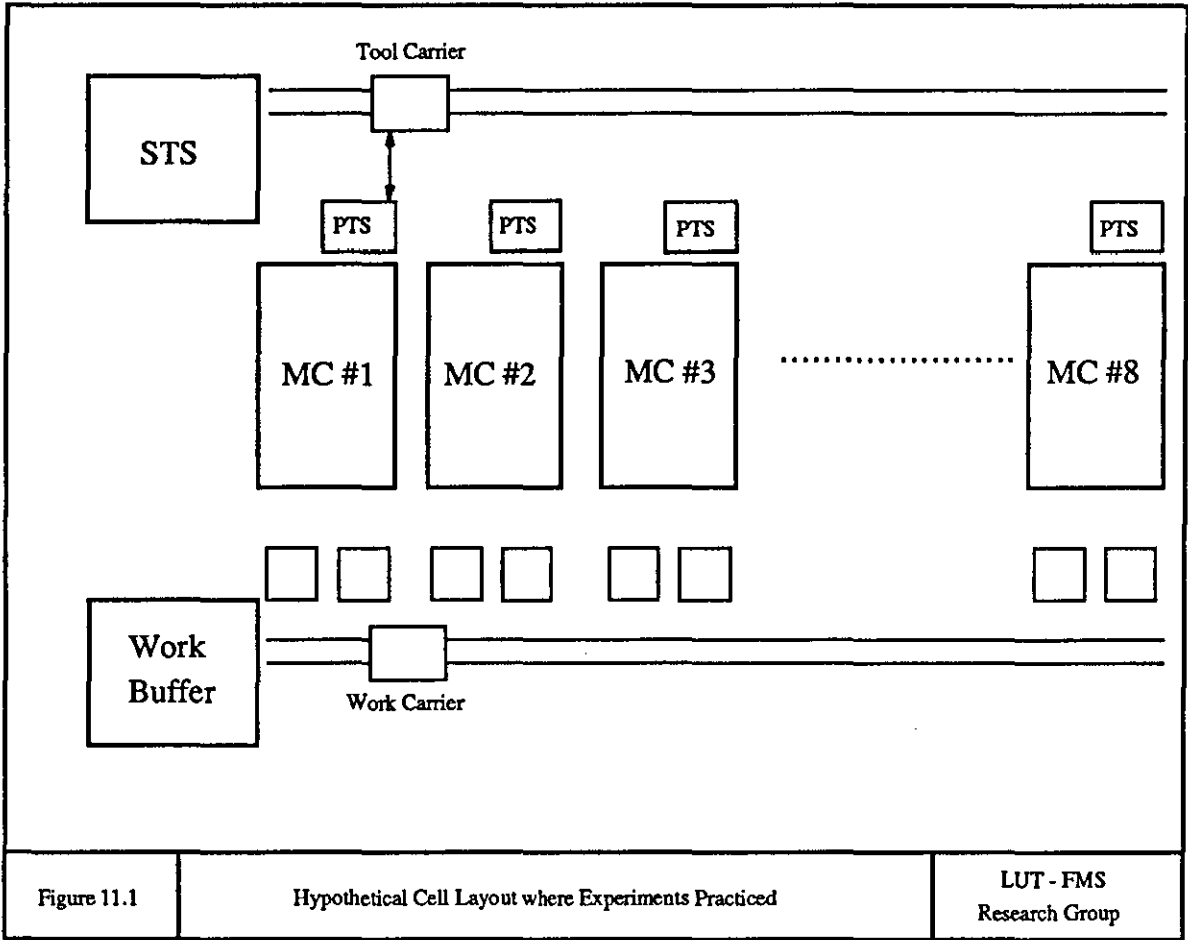 Tool Carrier
STS
PTS
PTS
PTS
PTS
MC #1
MC #2
MC #3
MC #8
Work
Buffer
Work Carrier
Figure 11.1
Hypothetical Cell Layout where Experiments Practiced
LUT - FMS
Research Group